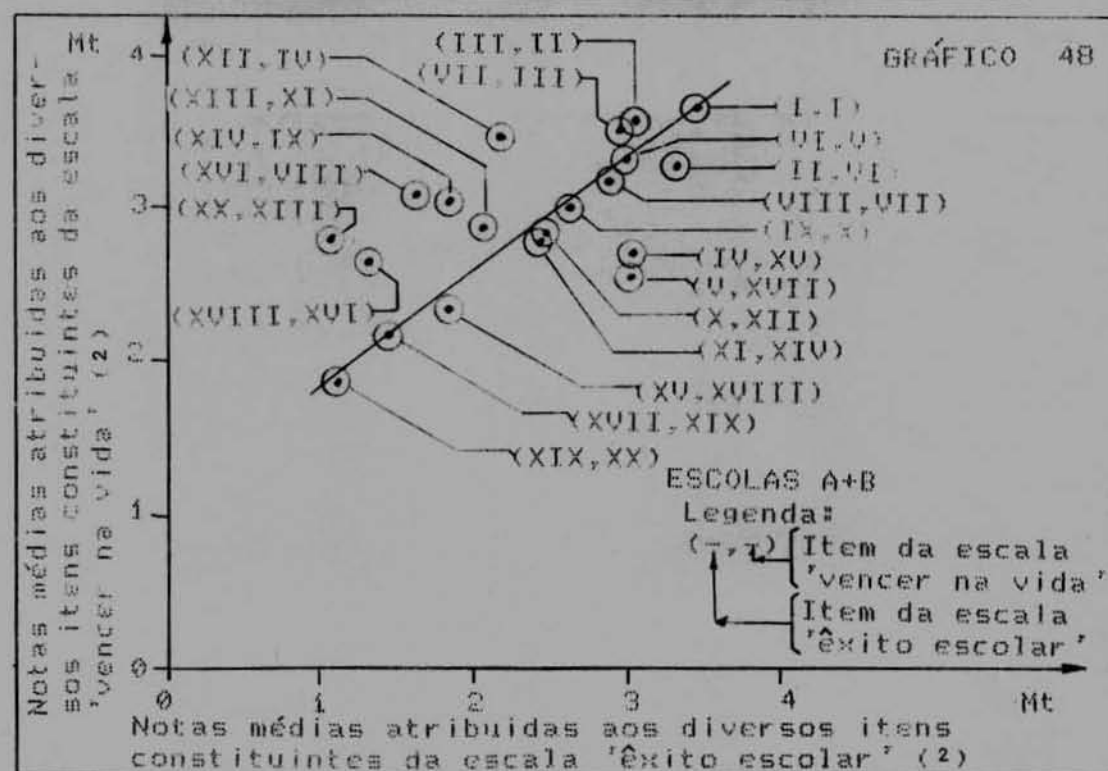 GRÁFICO 48
Mt
Notas médias atribuidas aos diver-
sos itens constituintes da escala
'vencer na vida' (2)
4
3
2
1
0
(XII,IV)
(XIII,XI)
(XIV,IX)
(XVI,VIII)
(XX,XIII)
(XVIII,XVI)
(III,II)
(VII,III)
(I,I)
(VI,V)
(II,VI)
(VIII,VII)
(IX,X)
(IV,XV)
(V,XVII)
(X,XII)
(XI,XIV)
(XV,XVIII)
(XVII,XIX)
(XIX,XX)
ESCOLAS A+B
Legenda:
(-,-) Item da escala
'vencer na vida'
Item da escala
'êxito escolar'
0 1 2 3 4 Mt
Notas médias atribuidas aos diversos itens
constituintes da escala 'êxito escolar' (2)